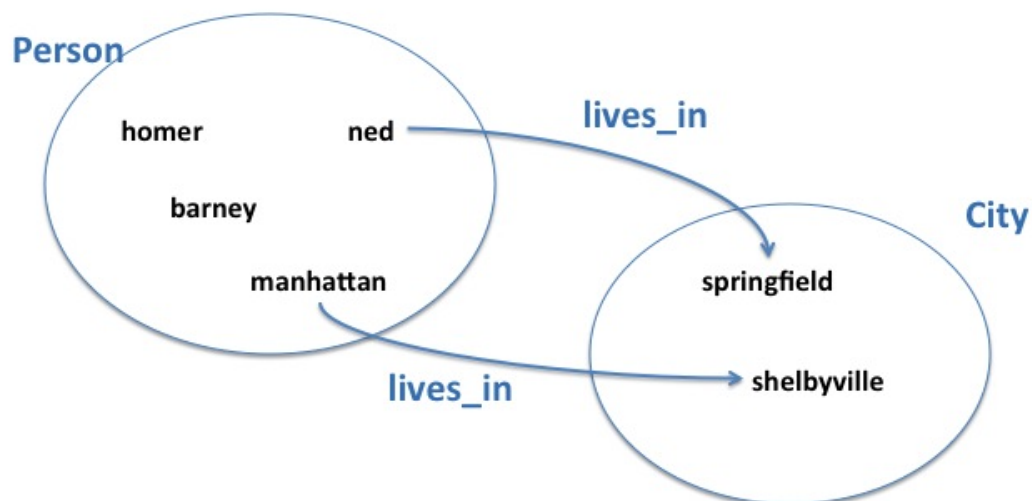 Person
homer
ned
lives_in
barney
City
manhattan
springfield
lives_in
shelbyville